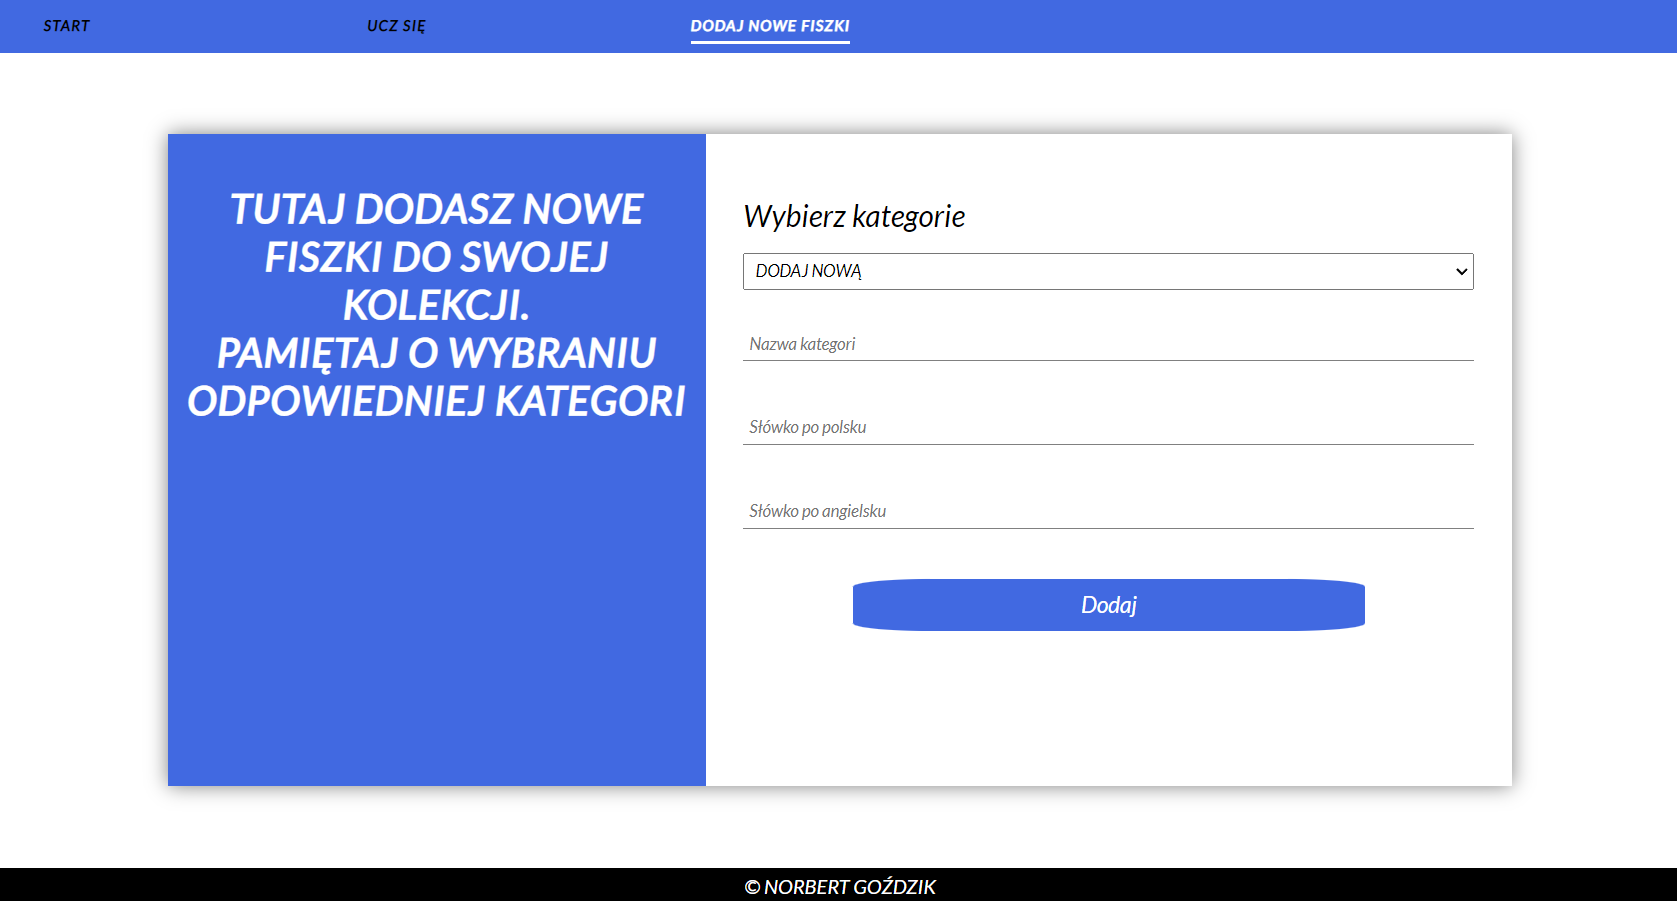 START
UCZ SIĘ
DODAJ NOWE FISZKI
TUTAJ DODASZ NOWE
FISZKI DO SWOJEJ
KOLEKCJI.
PAMIĘTAJ O WYBRANIU
ODPOWIEDNIEJ KATEGORI
Wybierz kategorie
DODAJ NOWĄ
Nazwa kategori
Słówko po polsku
Słówko po angielsku
Dodaj
© NORBERT GOŹDZIK